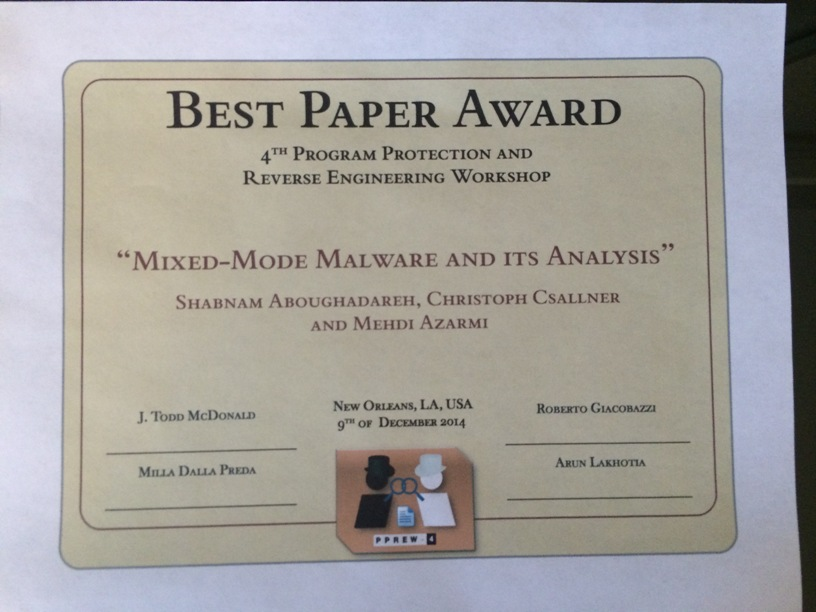 BEST PAPER AWARD
4TH PROGRAM PROTECTION AND
REVERSE ENGINEERING WORKSHOP
“MIXED-MODE MALWARE AND ITS ANALYSIS”
SHABNAM ABOUGHADAREH, CHRISTOPH CSALLNER
AND MEHDI AZARMI
J. TODD MCDONALD
NEW ORLEANS, LA, USA
9TH OF DECEMBER 2014
ROBERTO GIACOBAZZI
MILLA DALLA PREDA
ARUN LAKHOTIA
PPREW-4